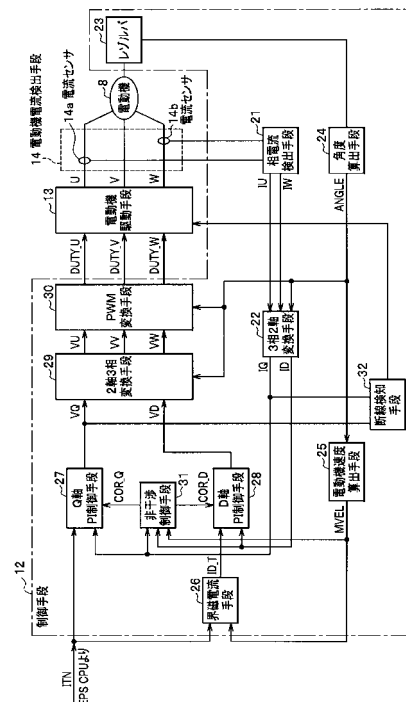 12
制御手段
ITN
EPS CPUより
27
Q軸
PI制御手段
COR_Q
31
非干渉
制御手段
COR_D
D軸
PI制御手段
28
26
界磁電流
手段
ID_T
VQ
VD
29
2軸3相
変換手段
VU
VV
VW
30
PWM
変換手段
DUTY_U
DUTY_V
DUTY_W
13
電動機
駆動手段
14 電動機電流検出手段
14a 電流センサ
U
V
W
14b
電流センサ
8
電動機
レゾルバ
23
21
相電流
検出手段
IU
IW
22
3相2軸
変換手段
IQ
ID
24
角度
算出手段
ANGLE
25
電動機速度
算出手段
MVEL
32
断線検知
手段